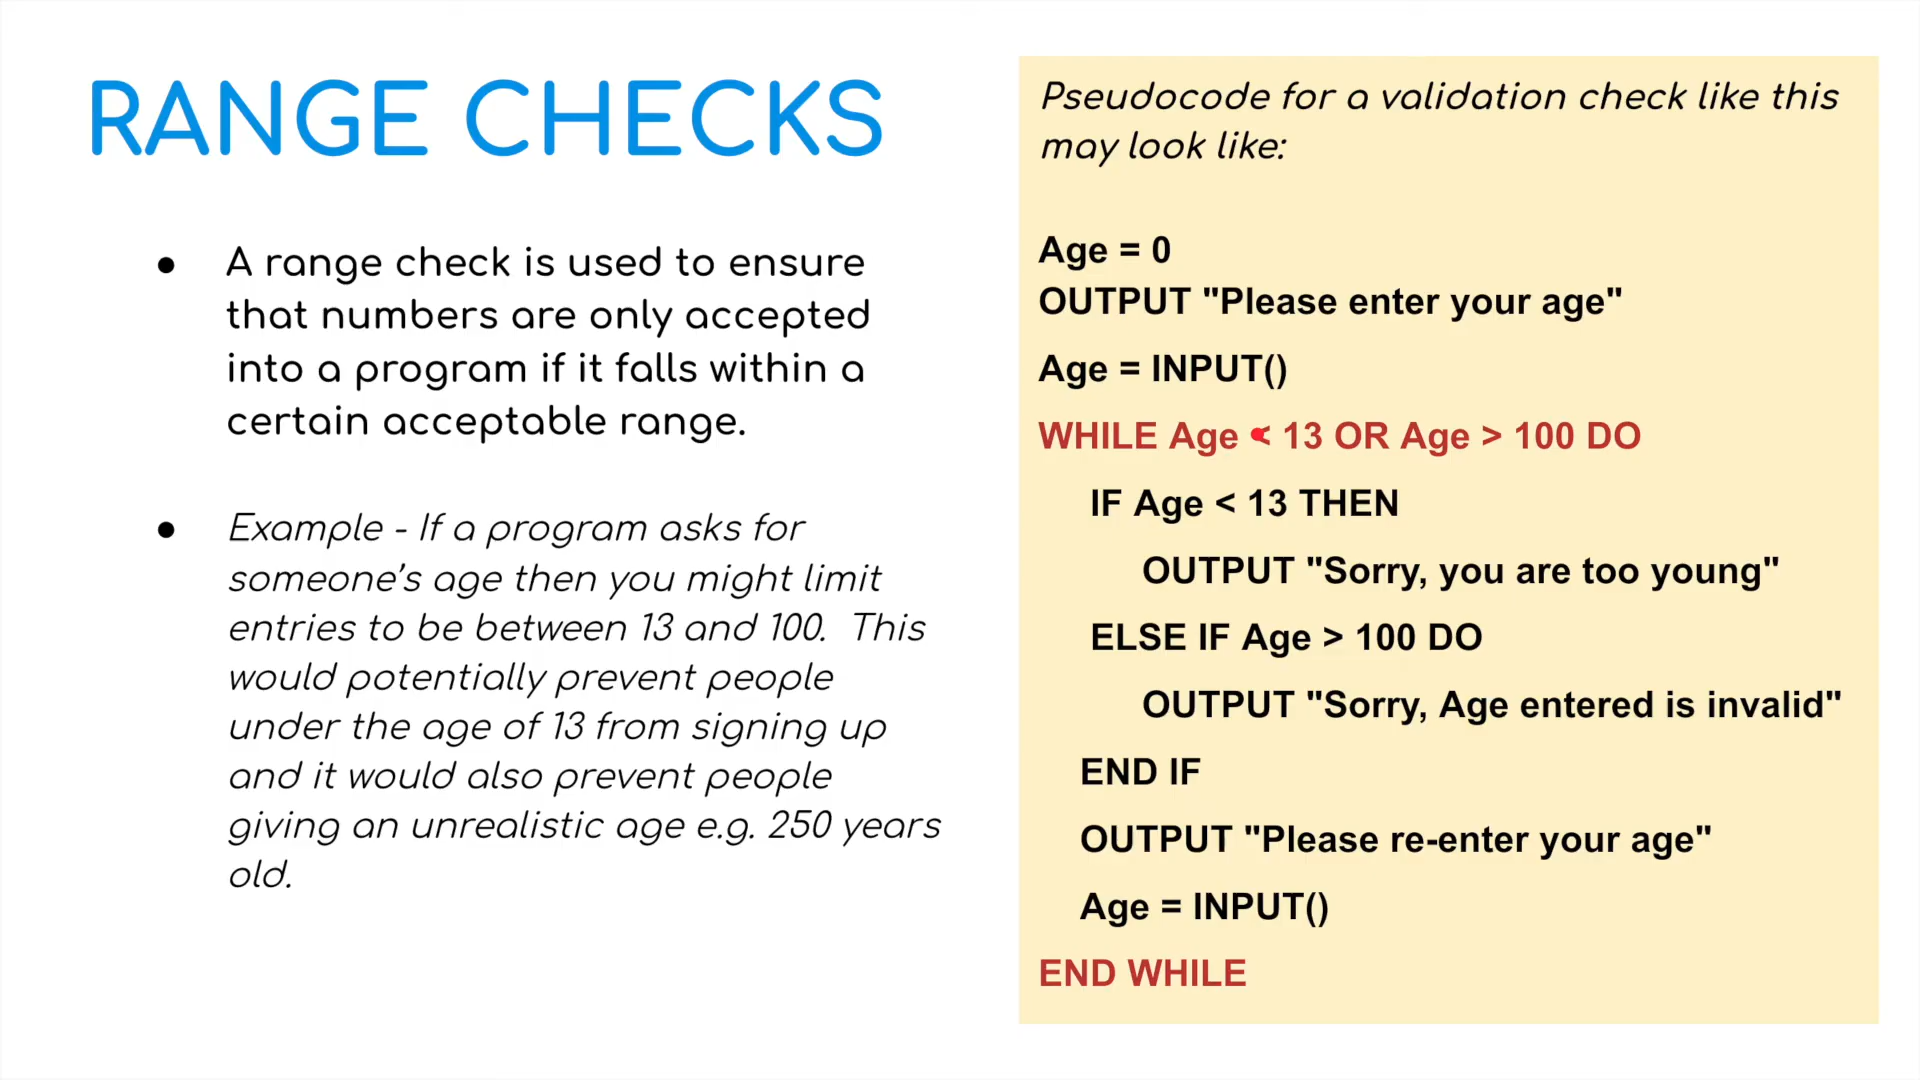 RANGE CHECKS
● A range check is used to ensure
that numbers are only accepted
into a program if it falls within a
certain acceptable range.
● Example - If a program asks for
someone’s age then you might limit
entries to be between 13 and 100.  This
would potentially prevent people
under the age of 13 from signing up
and it would also prevent people
giving an unrealistic age e.g. 250 years
old.
Pseudocode for a validation check like this
may look like:
Age = 0
OUTPUT "Please enter your age"
Age = INPUT()
WHILE Age < 13 OR Age > 100 DO
IF Age < 13 THEN
OUTPUT "Sorry, you are too young"
ELSE IF Age > 100 DO
OUTPUT "Sorry, Age entered is invalid"
END IF
OUTPUT "Please re-enter your age"
Age = INPUT()
END WHILE